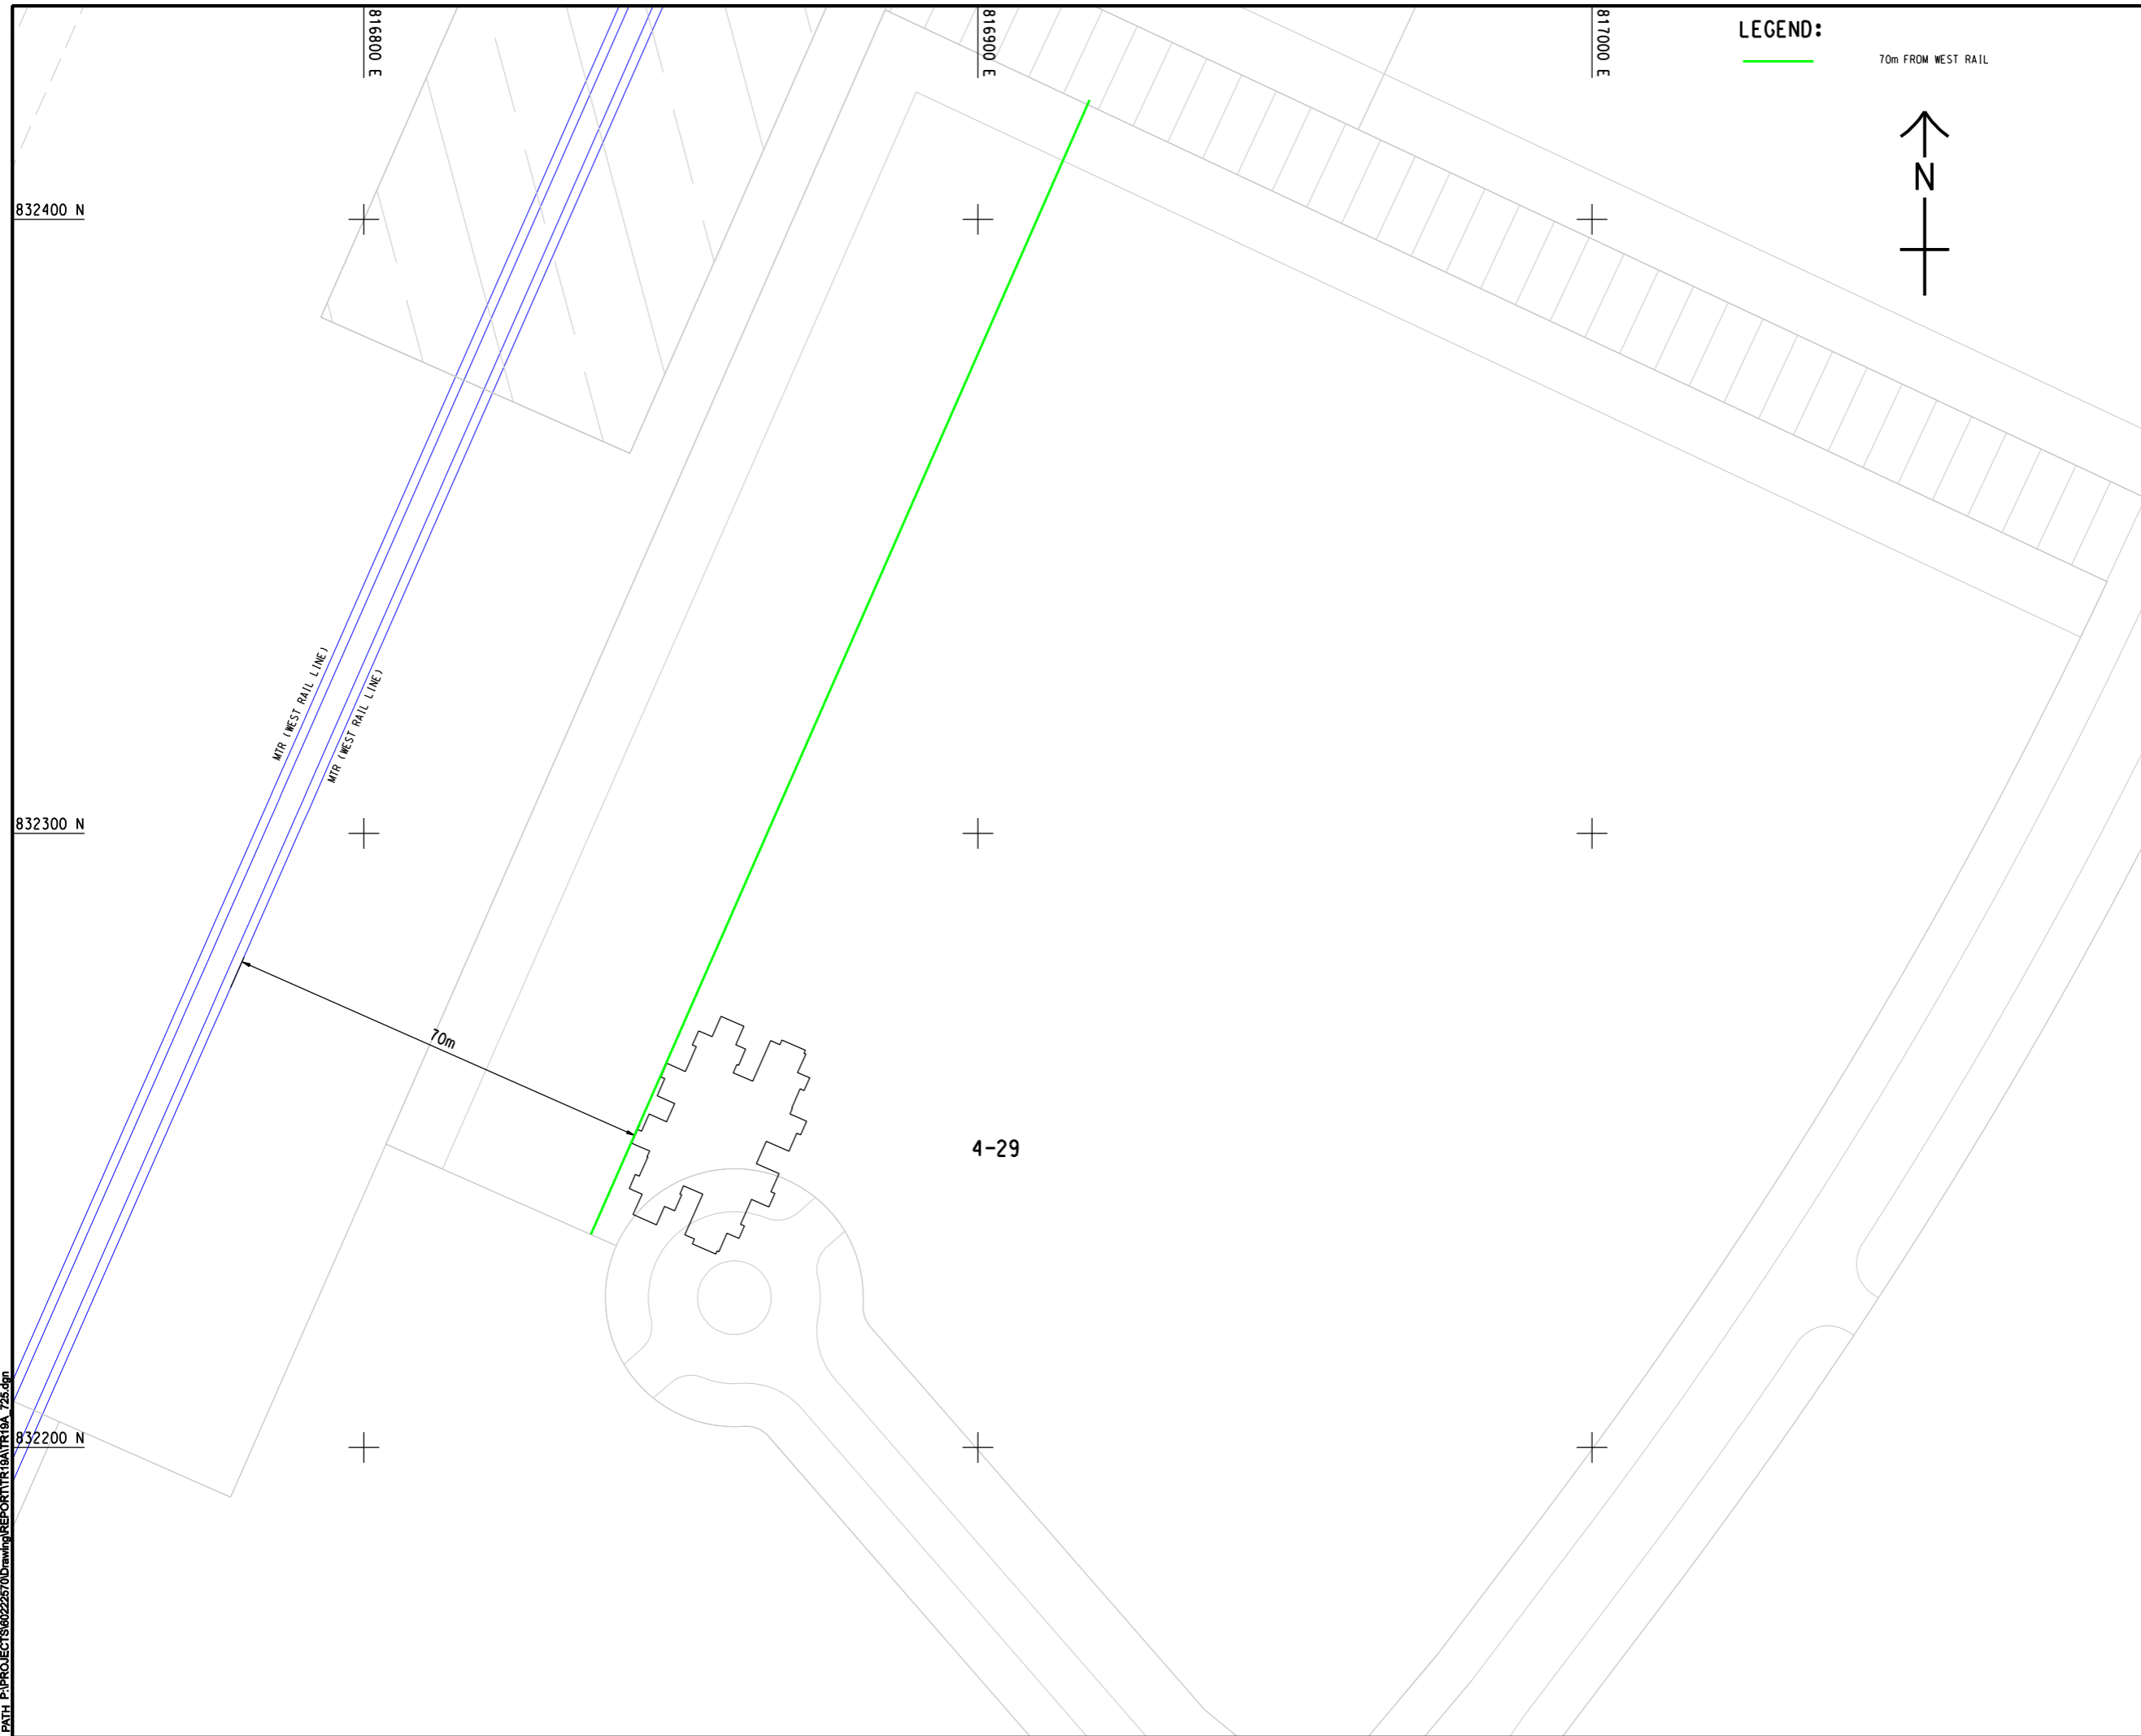 816800 E
816900 E
817000 E
LEGEND:
70m FROM WEST RAIL
N
832400 N
MTR (WEST RAIL LINE)
MTR (WEST RAIL LINE)
832300 N
70m
4-29
832200 N
PATH P:\PROJECTS\60222570\Drawing\REPORT\TR19A\TR19A_725.dgn